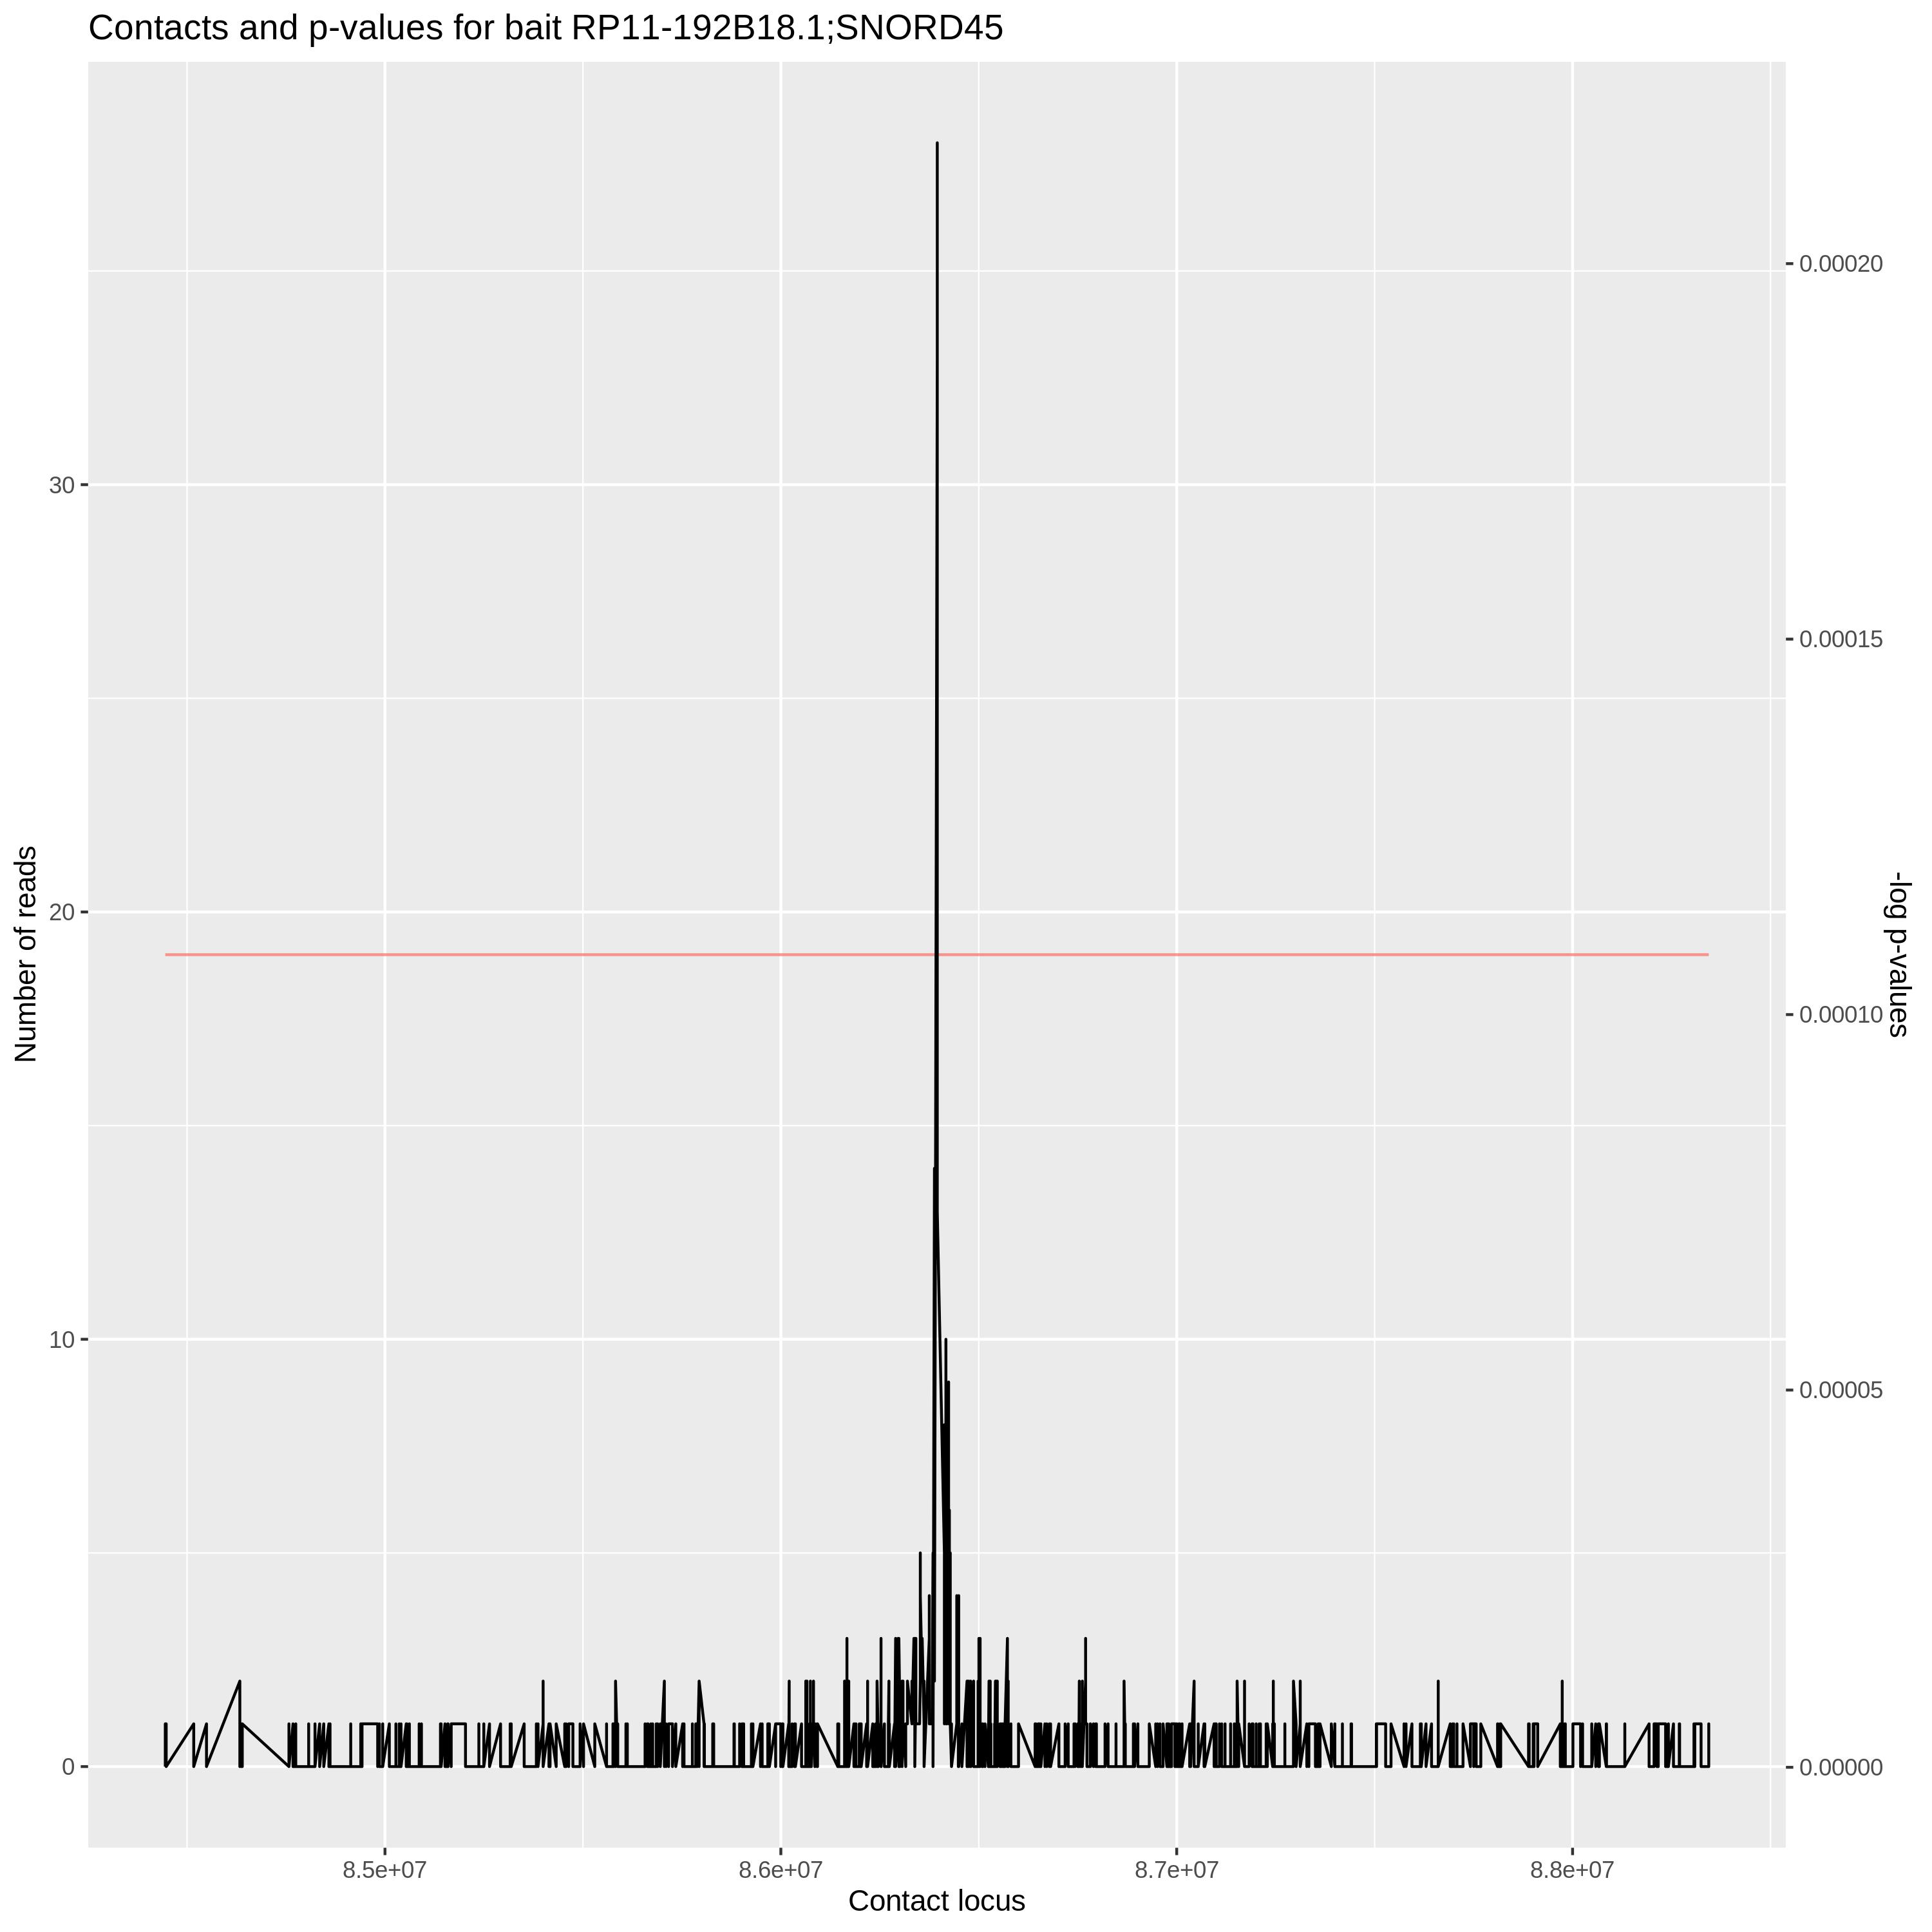 Contacts and p-values for bait RP11-192B18.1;SNORD45
Number of reads
30
20
10
0
0.00020
0.00015
0.00010
0.00005
0.00000
-log p-values
8.5e+07 8.6e+07 8.7e+07 8.8e+07
Contact locus